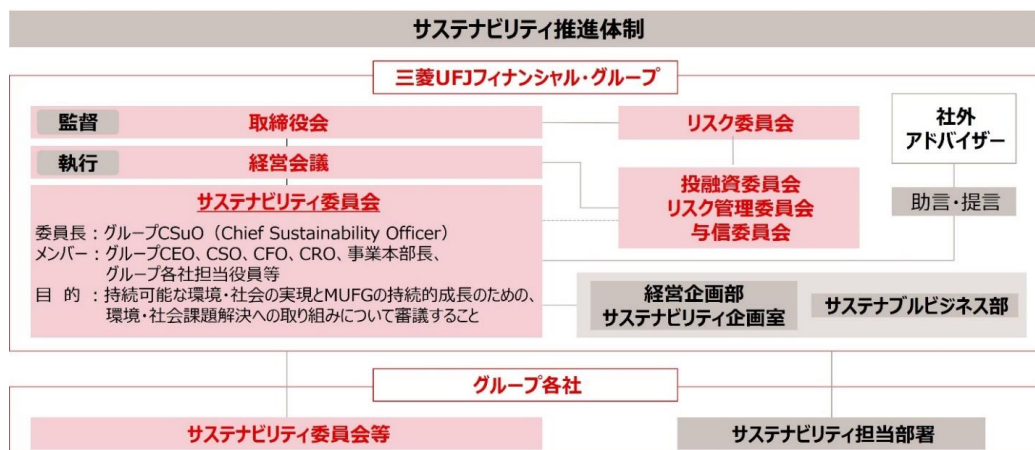 サステナビリティ推進体制
三菱UFJフィナンシャル・グループ
監督
取締役会
リスク委員会
社外
アドバイザー
執行
経営会議
投融資委員会
リスク管理委員会
与信委員会
助言・提言
サステナビリティ委員会
委員長：グループCSuO（Chief Sustainability Officer）
メンバー：グループCEO、CSO、CFO、CRO、事業本部長、
グループ各社担当役員等
目 的 ：持続可能な環境・社会の実現とMUFGの持続的成長のための、
環境・社会課題解決への取り組みについて審議すること
経営企画部
サステナビリティ企画室
サステナブルビジネス部
グループ各社
サステナビリティ委員会等
サステナビリティ担当部署